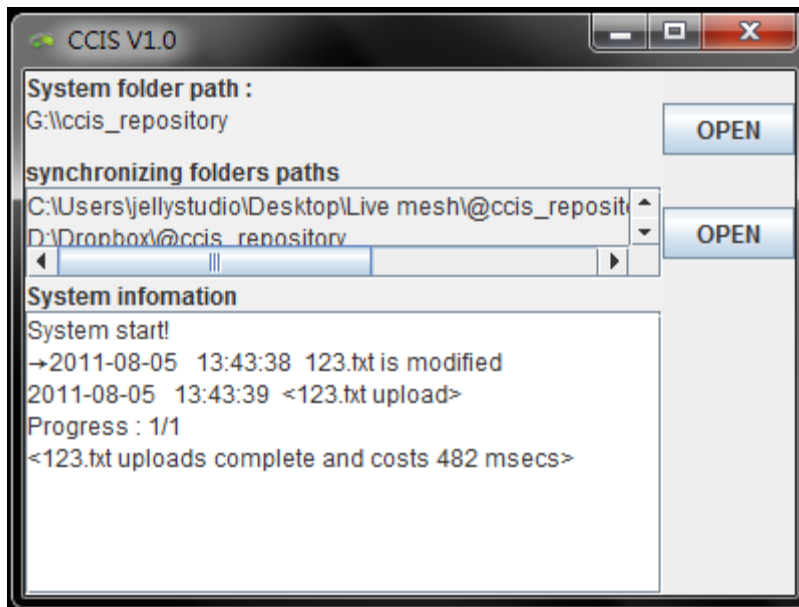 CCIS V1.0
System folder path :
G:\\ccis_repository
OPEN
synchronizing folders paths
C:\Users\jellystudio\Desktop\Live mesh\@ccis_reposit
D:\Dropbox\@ccis_repository
OPEN
System infomation
System start!
→2011-08-05 13:43:38 123.txt is modified
2011-08-05 13:43:39 <123.txt upload>
Progress : 1/1
<123.txt uploads complete and costs 482 msecs>